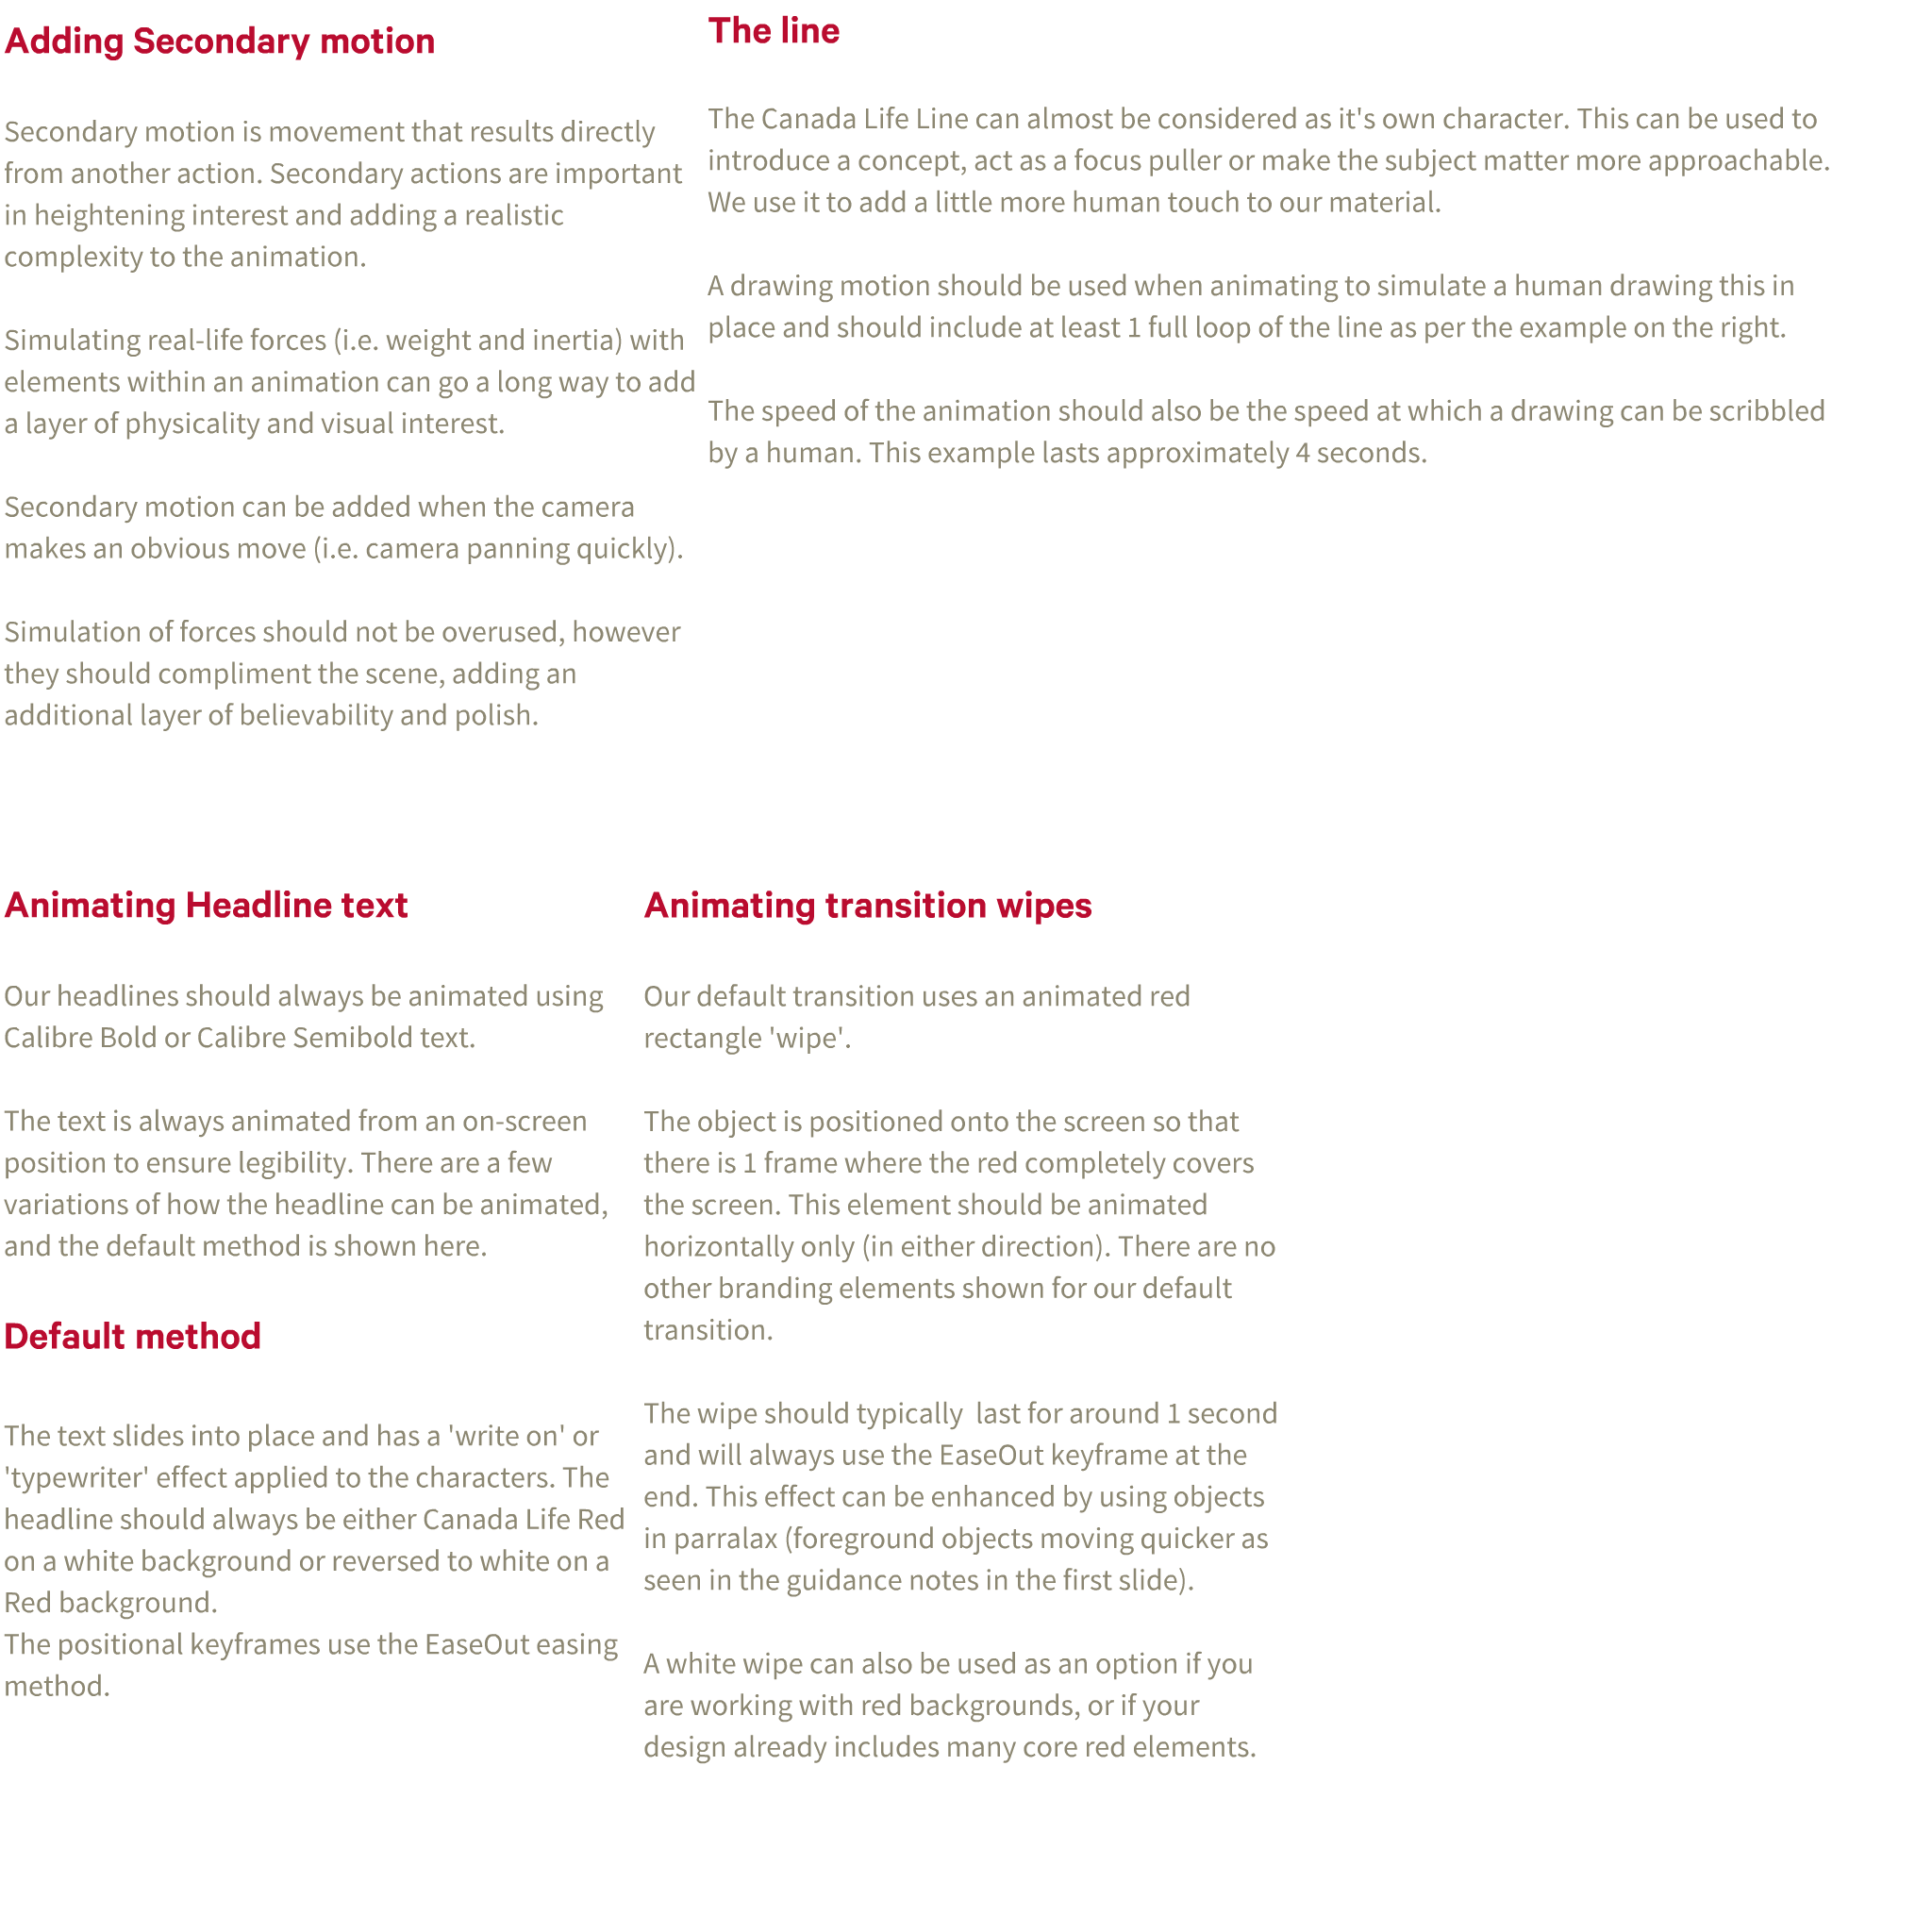 Adding Secondary motion
Secondary motion is movement that results directly
from another action. Secondary actions are important
in heightening interest and adding a realistic
complexity to the animation.
Simulating real-life forces (i.e. weight and inertia) with
elements within an animation can go a long way to add
a layer of physicality and visual interest.
Secondary motion can be added when the camera
makes an obvious move (i.e. camera panning quickly).
Simulation of forces should not be overused, however
they should compliment the scene, adding an
additional layer of believability and polish.
The line
The Canada Life Line can almost be considered as it's own character. This can be used to
introduce a concept, act as a focus puller or make the subject matter more approachable.
We use it to add a little more human touch to our material.
A drawing motion should be used when animating to simulate a human drawing this in
place and should include at least 1 full loop of the line as per the example on the right.
The speed of the animation should also be the speed at which a drawing can be scribbled
by a human. This example lasts approximately 4 seconds.
Animating Headline text
Our headlines should always be animated using
Calibre Bold or Calibre Semibold text.
The text is always animated from an on-screen
position to ensure legibility. There are a few
variations of how the headline can be animated,
and the default method is shown here.
Default method
The text slides into place and has a 'write on' or
'typewriter' effect applied to the characters. The
headline should always be either Canada Life Red
on a white background or reversed to white on a
Red background.
The positional keyframes use the EaseOut easing
method.
Animating transition wipes
Our default transition uses an animated red
rectangle 'wipe'.
The object is positioned onto the screen so that
there is 1 frame where the red completely covers
the screen. This element should be animated
horizontally only (in either direction). There are no
other branding elements shown for our default
transition.
The wipe should typically  last for around 1 second
and will always use the EaseOut keyframe at the
end. This effect can be enhanced by using objects
in parralax (foreground objects moving quicker as
seen in the guidance notes in the first slide).
A white wipe can also be used as an option if you
are working with red backgrounds, or if your
design already includes many core red elements.